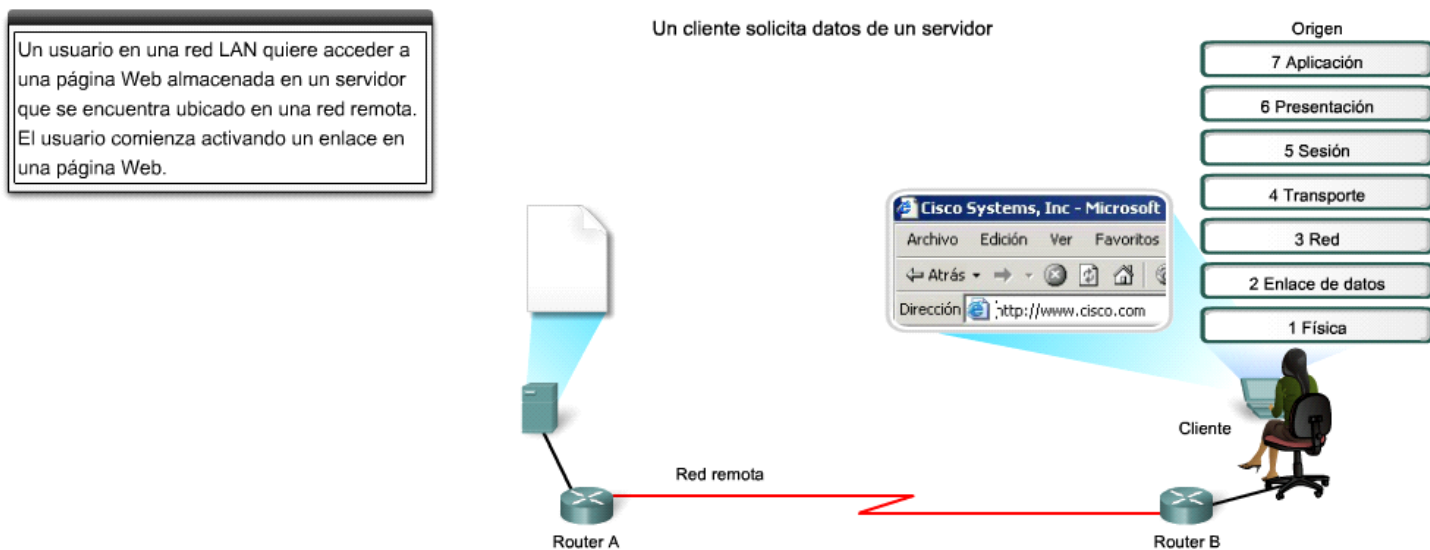 Un cliente solicita datos de un servidor
Un usuario en una red LAN quiere acceder a
una página Web almacenada en un servidor
que se encuentra ubicado en una red remota.
El usuario comienza activando un enlace en
una página Web.
Origen
7 Aplicación
6 Presentación
5 Sesión
4 Transporte
3 Red
2 Enlace de datos
1 Física
Cisco Systems, Inc - Microsoft
Archivo Edición Ver Favoritos
Atrás
Dirección http://www.cisco.com
Cliente
Red remota
Router A
Router B